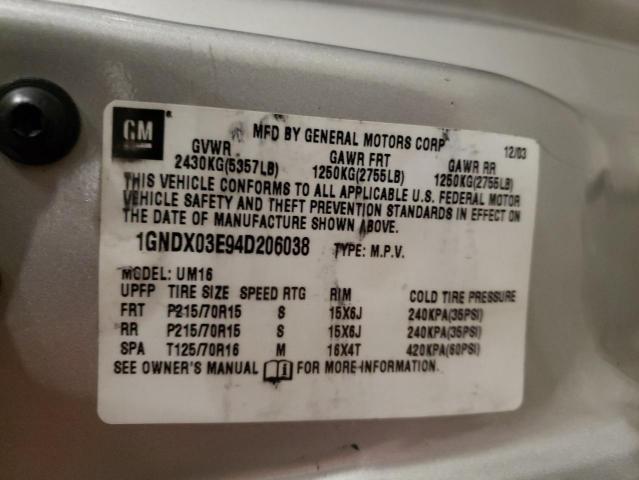 GM
MFD BY GENERAL MOTORS CORP 12/03
GVWR GAWR FRT GAWR RR
2430KG(5357LB) 1250KG(2755LB) 1250KG(2755LB)
THIS VEHICLE CONFORMS TO ALL APPLICABLE U.S. FEDERAL MOTOR
VEHICLE SAFETY AND THEFT PREVENTION STANDARDS IN EFFECT ON
THE DATE OF MANUFACTURE SHOWN ABOVE.
1GNDX03E94D206038 TYPE: M.P.V.
MODEL: UM16
UPFP TIRE SIZE SPEED RTG RIM COLD TIRE PRESSURE
FRT P215/70R15 S 15X6J 240KPA(35PSI)
RR P215/70R15 S 15X6J 240KPA(35PSI)
SPA T125/70R16 M 16X4T 420KPA(60PSI)
SEE OWNER'S MANUAL i FOR MORE INFORMATION.